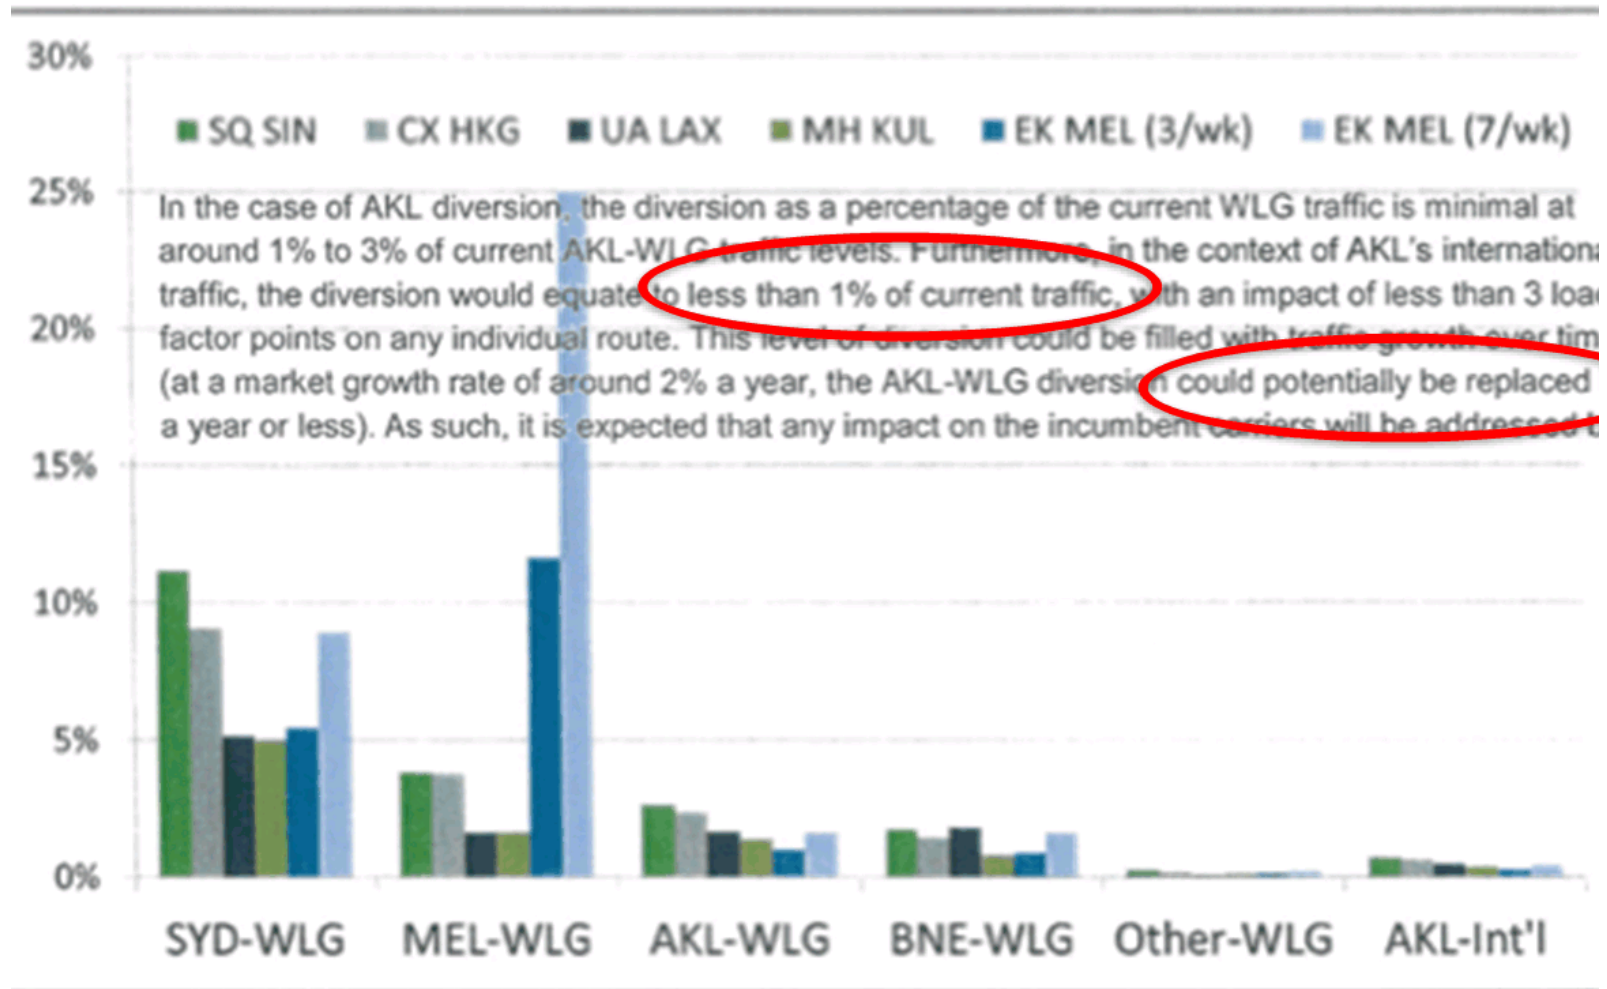 30%
SQ SIN CX HKG UA LAX MH KUL EK MEL (3/wk) EK MEL (7/wk)
25%
In the case of AKL diversion, the diversion as a percentage of the current WLG traffic is minimal at
around 1% to 3% of current AKL-WLG traffic levels. Furthermore, in the context of AKL's internationa
traffic, the diversion would equate to less than 1% of current traffic, with an impact of less than 3 loa
20%
factor points on any individual route. This level of diversion could be filled with traffic growth over tim
(at a market growth rate of around 2% a year, the AKL-WLG diversion could potentially be replaced
a year or less). As such, it is expected that any impact on the incumbent carriers will be addressed b
15%
10%
5%
0%
SYD-WLG MEL-WLG AKL-WLG BNE-WLG Other-WLG AKL-Int'l